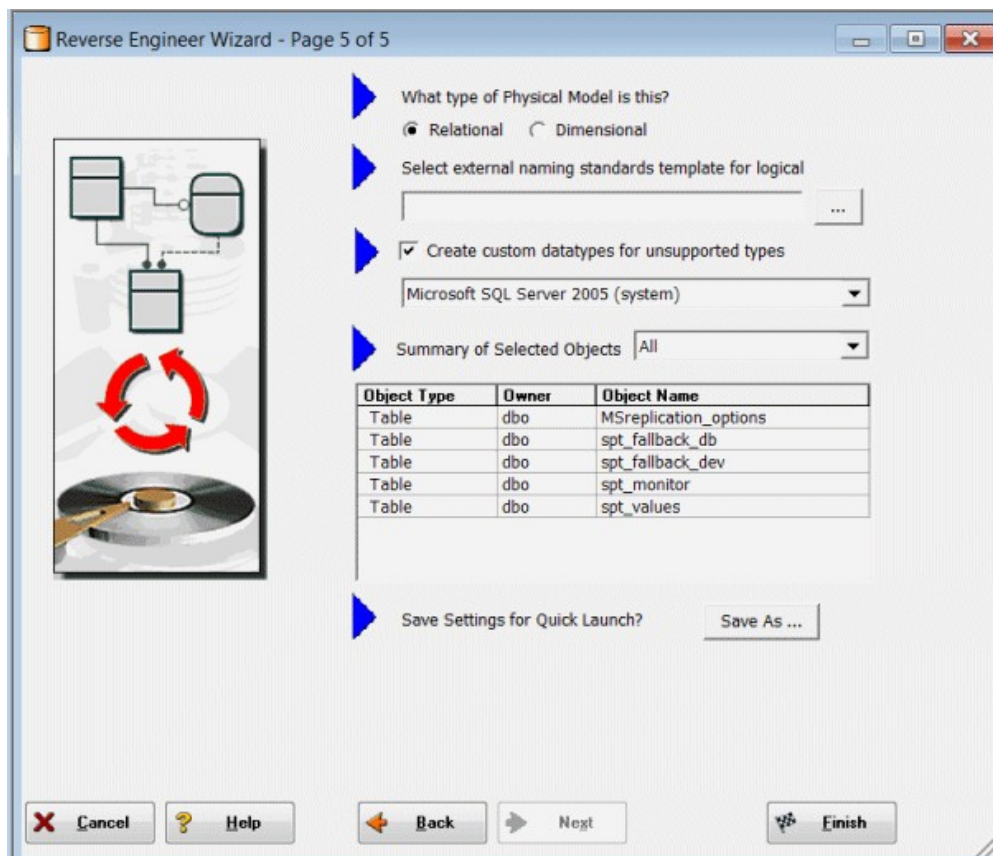 Reverse Engineer Wizard - Page 5 of 5
What type of Physical Model is this?
Relational Dimensional
Select external naming standards template for logical
...
Create custom datatypes for unsupported types
Microsoft SQL Server 2005 (system)
Summary of Selected Objects All
Object Type Owner Object Name
Table dbo MSreplication_options
Table dbo spt_fallback_db
Table dbo spt_fallback_dev
Table dbo spt_monitor
Table dbo spt_values
Save Settings for Quick Launch? Save As ...
Cancel ? Help Back Next Finish